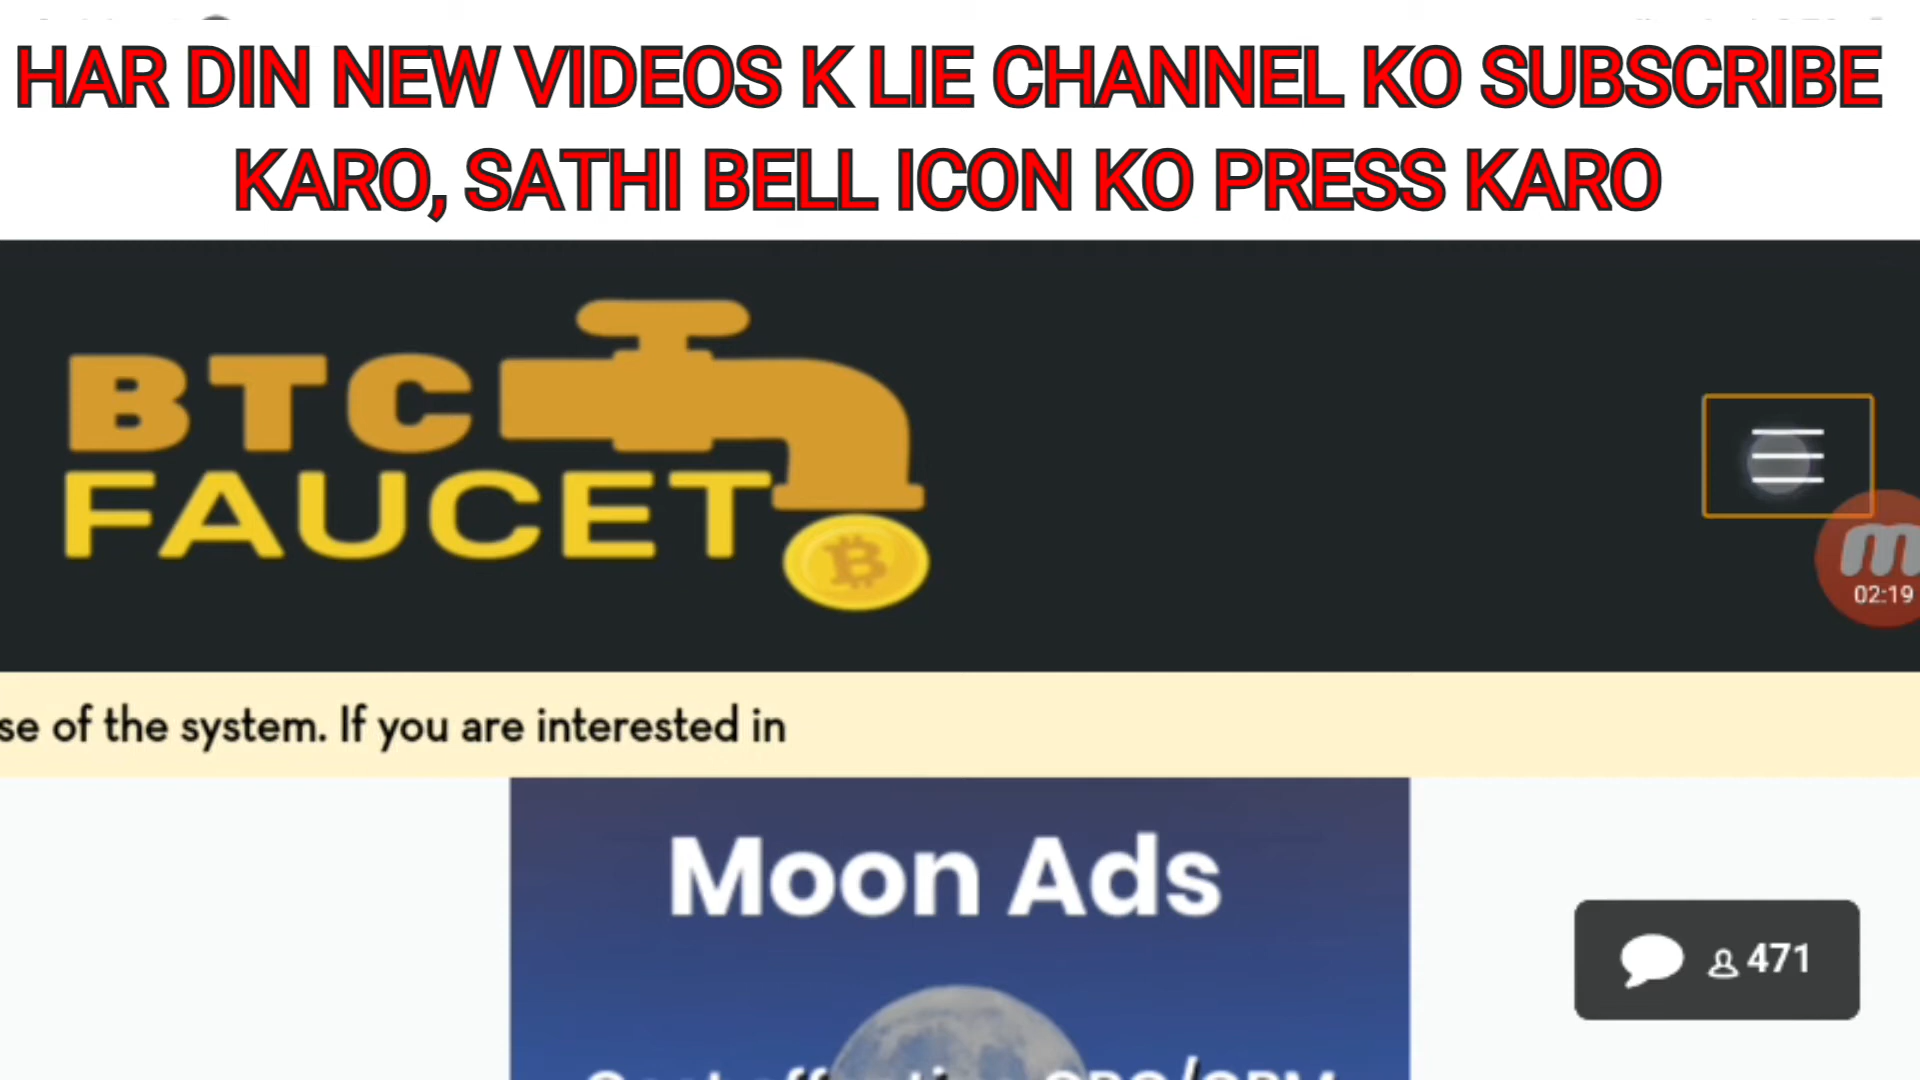 HAR DIN NEW VIDEOS K LIE CHANNEL KO SUBSCRIBE
KARO, SATHI BELL ICON KO PRESS KARO
BTC
FAUCET
02:19
se of the system. If you are interested in
Moon Ads
471